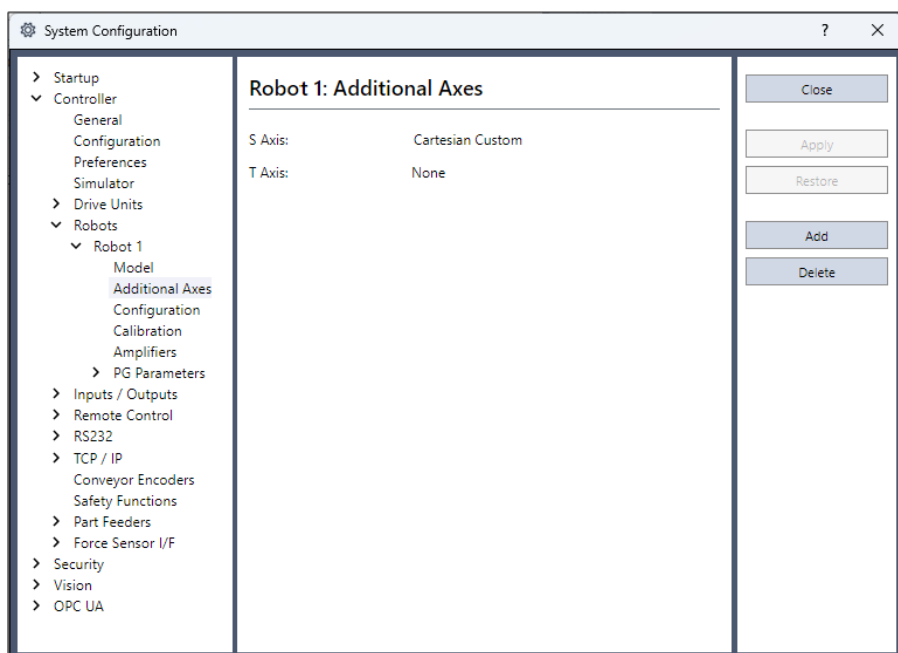 System Configuration
?
Startup
Controller
General
Configuration
Preferences
Simulator
Drive Units
Robots
Robot 1
Model
Additional Axes
Configuration
Calibration
Amplifiers
PG Parameters
Inputs / Outputs
Remote Control
RS232
TCP / IP
Conveyor Encoders
Safety Functions
Part Feeders
Force Sensor I/F
Security
Vision
OPC UA
Robot 1: Additional Axes
S Axis: Cartesian Custom
T Axis: None
Close
Apply
Restore
Add
Delete